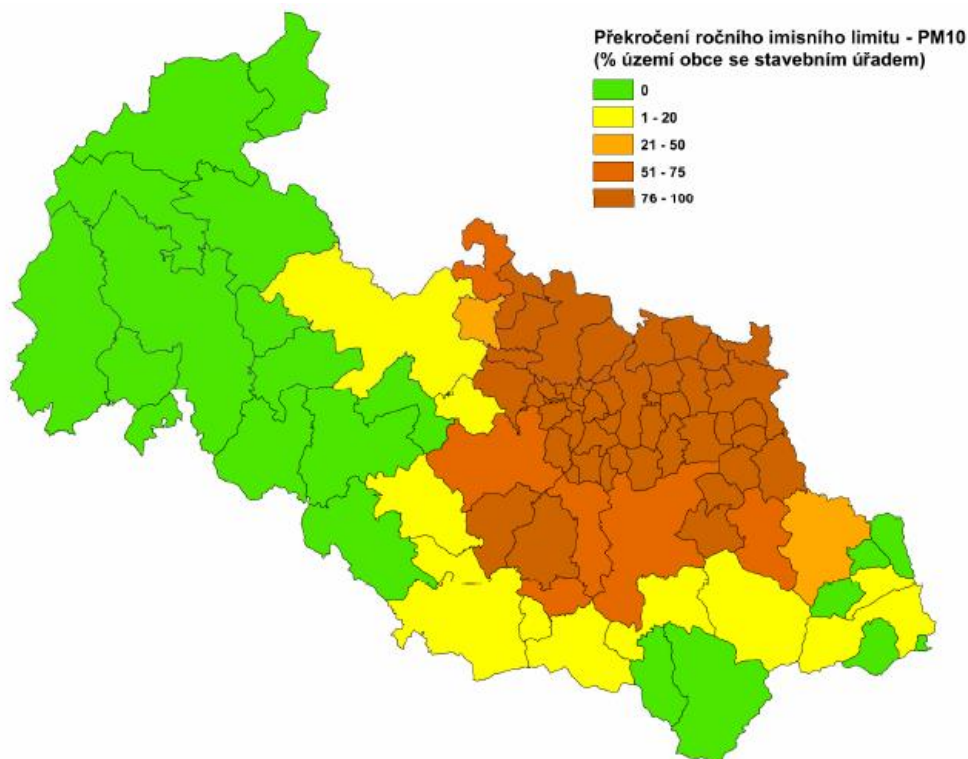 Překročení ročního imisního limitu - PM10
(% území obce se stavebním úřadem)
0
1 - 20
21 - 50
51 - 75
76 - 100